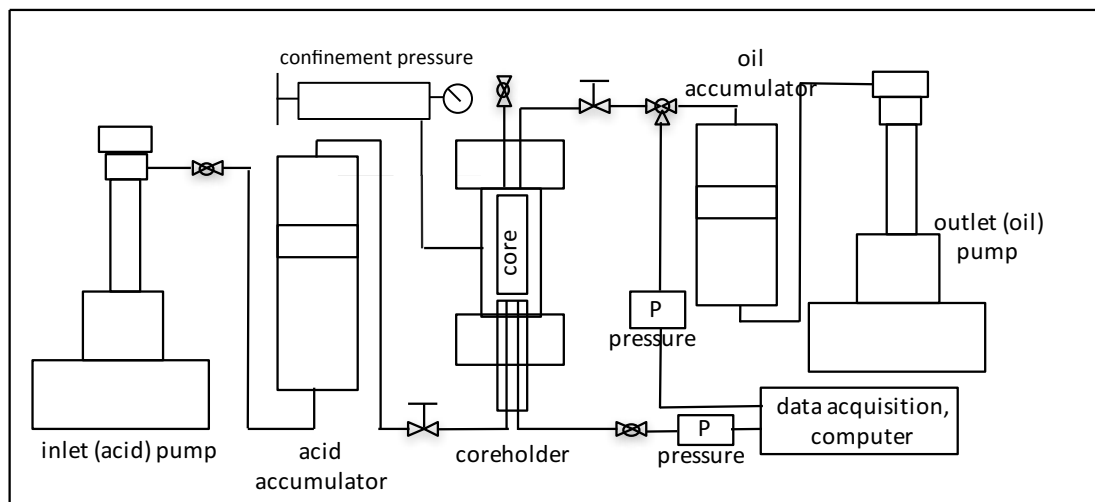 confinement pressure
oil
accumulator
core
outlet (oil)
pump
P
pressure
data acquisition,
computer
P
pressure
inlet (acid) pump
acid
accumulator
coreholder